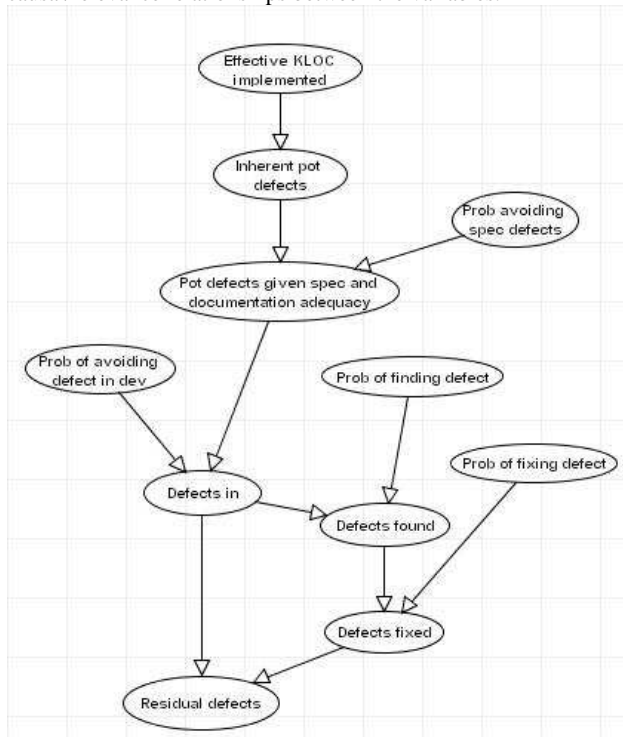 Effective KLOC
implemented
Inherent pot
defects
Prob avoiding
spec defects
Pot defects given spec and
documentation adequacy
Prob of avoiding
defect in dev
Prob of finding defect
Prob of fixing defect
Defects in
Defects found
Defects fixed
Residual defects